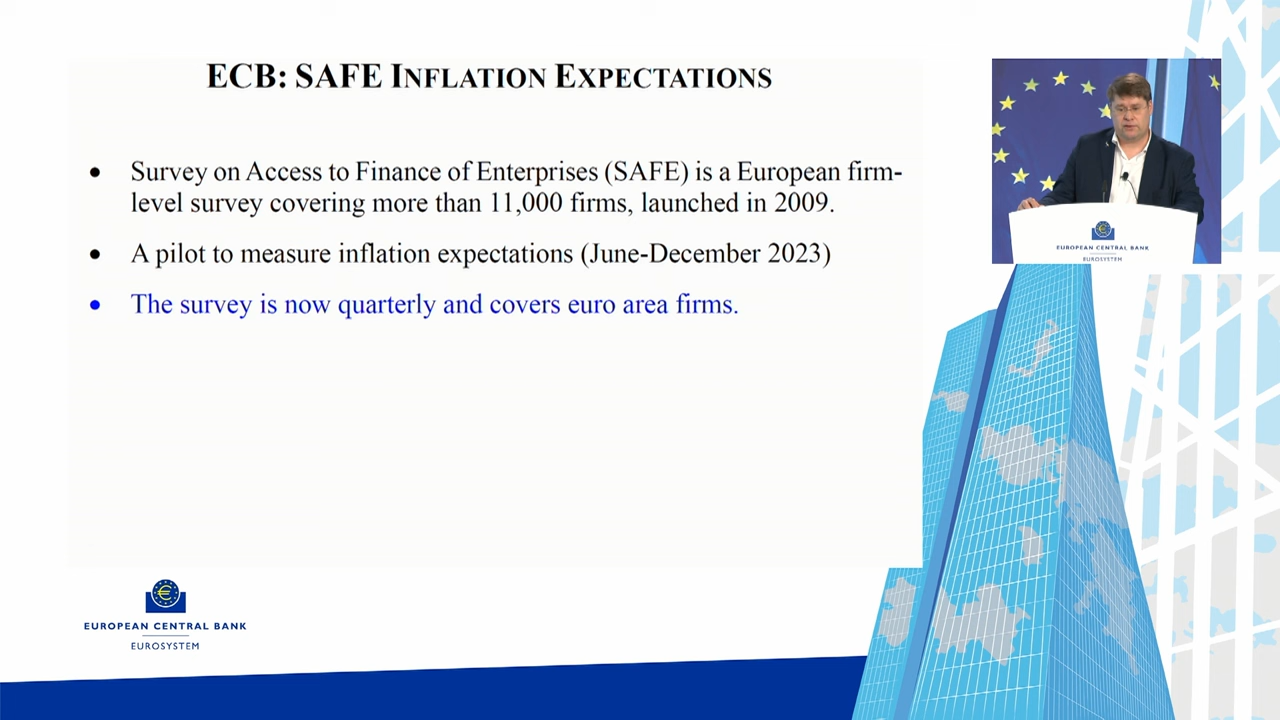 ECB: SAFE INFLATION EXPECTATIONS
• Survey on Access to Finance of Enterprises (SAFE) is a European firm-
level survey covering more than 11,000 firms, launched in 2009.
• A pilot to measure inflation expectations (June-December 2023)
• The survey is now quarterly and covers euro area firms.
EUROPEAN CENTRAL BANK
EUROSYSTEM
EUROPEAN CENTRAL BANK
EUROSYSTEM